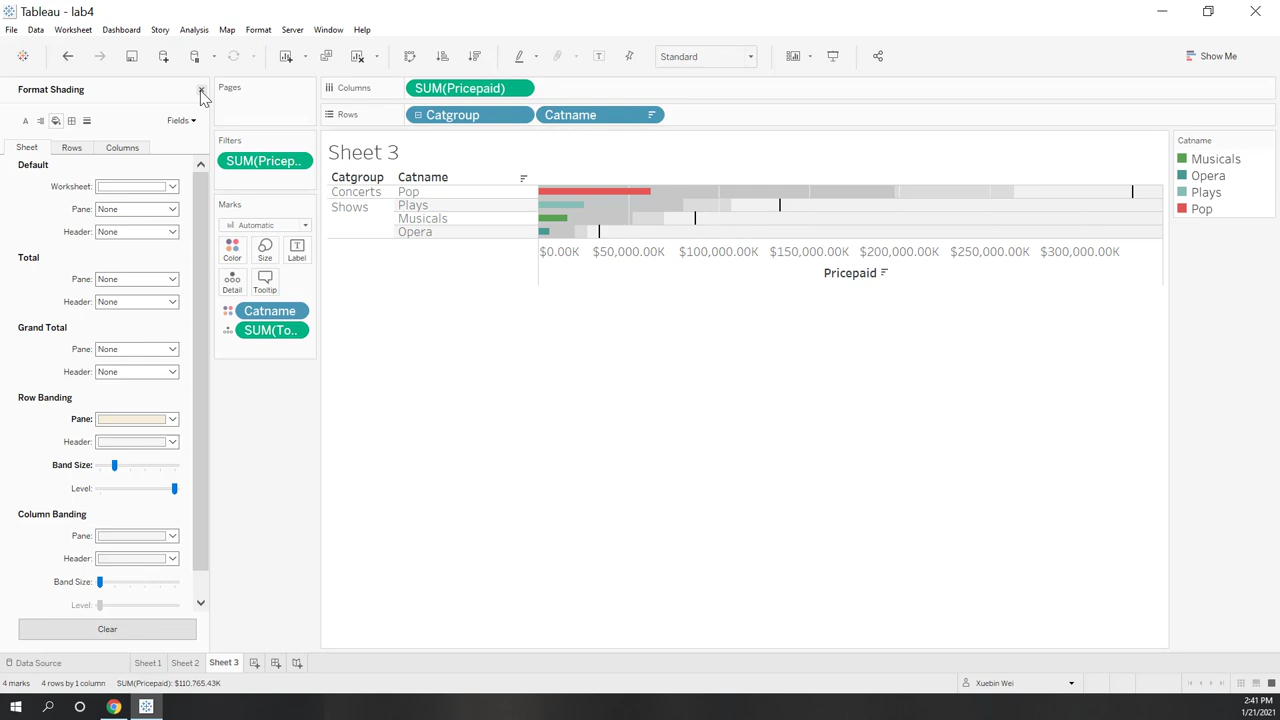 Tableau - lab4
File Data Worksheet Dashboard Story Analysis Map Format Server Window Help
Standard
Show Me
Format Shading
Fields
Sheet Rows Columns
Default
Worksheet:
Pane: None
Header: None
Total
Pane: None
Header: None
Grand Total
Pane: None
Header: None
Row Banding
Pane:
Header:
Band Size:
Level:
Column Banding
Pane:
Header:
Band Size:
Level:
Clear
Pages
Filters
SUM(Pricep..
Marks
Automatic
Color Size Label
Detail Tooltip
Catname
SUM(To..
Columns SUM(Pricepaid)
Rows Catgroup Catname
Sheet 3
Catgroup Catname
Concerts Pop
Shows Plays
Musicals
Opera
$0.00K $50,000.00K $100,000.00K $150,000.00K $200,000.00K $250,000.00K $300,000.00K
Pricepaid
Catname
Musicals
Opera
Plays
Pop
Data Source Sheet 1 Sheet 2 Sheet 3
4 marks 4 rows by 1 column SUM(Pricepaid): $110,765.43K
Xuebin Wei
2:41 PM
1/21/2021